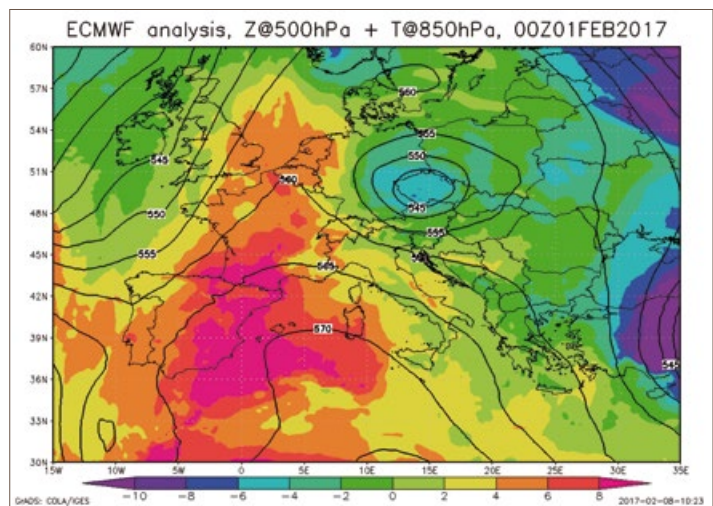 ECMWF analysis, Z@500hPa + T@850hPa, 00Z01FEB2017
60N
57N
54N
51N
48N
45N
42N
39N
36N
33N
30N
560
555
550
545
545
560
550
555
555
565
570
545
15W 10W 5W 0 5E 10E 15E 20E 25E 30E 35E
-10 -8 -6 -4 -2 0 2 4 6 8
GrADS: COLA/IGES
2017-02-08-10:23